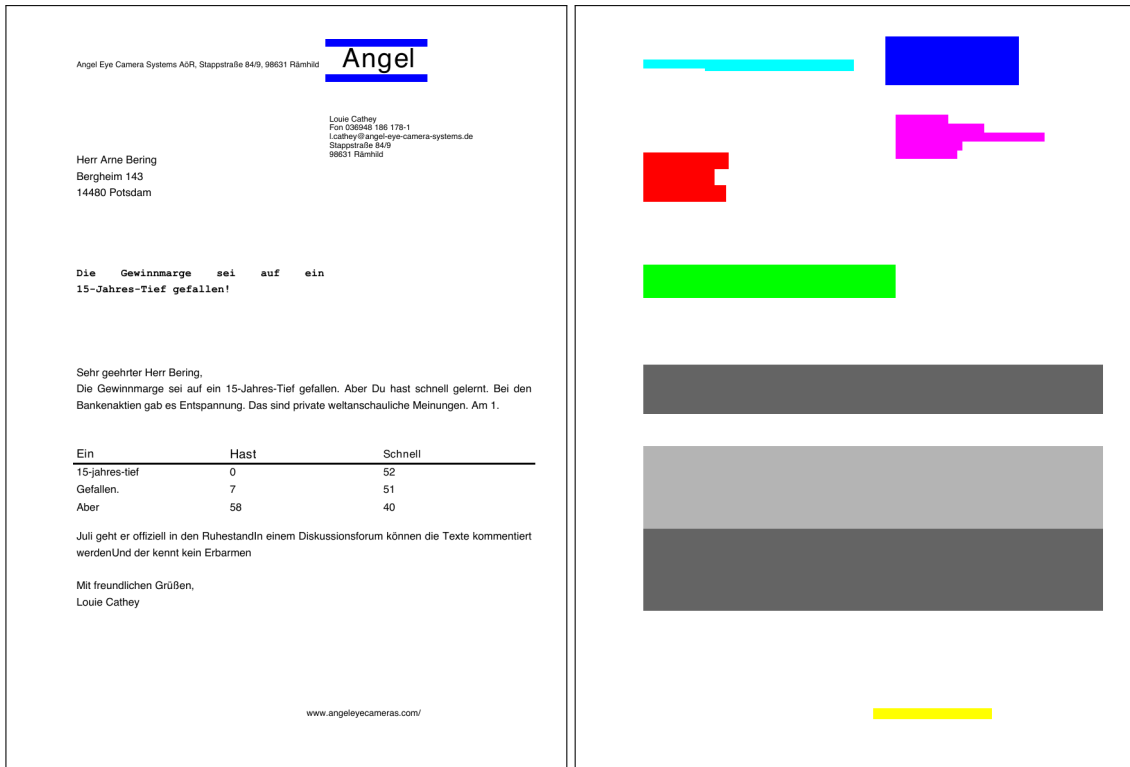 Angel Eye Camera Systems AöR, Stappstraße 84/9, 98631 Rämhild
Angel
Louie Cathey
Fon 036948 186 178-1
l.cathey@angel-eye-camera-systems.de
Stappstraße 84/9
98631 Rämhild
Herr Arne Bering
Bergheim 143
14480 Potsdam
Die Gewinnmarge sei auf ein
15-Jahres-Tief gefallen!
Sehr geehrter Herr Bering,
Die Gewinnmarge sei auf ein 15-Jahres-Tief gefallen. Aber Du hast schnell gelernt. Bei den
Bankenaktien gab es Entspannung. Das sind private weltanschauliche Meinungen. Am 1.
Ein Hast Schnell
15-jahres-tief 0 52
Gefallen. 7 51
Aber 58 40
Juli geht er offiziell in den RuhestandIn einem Diskussionsforum können die Texte kommentiert
werdenUnd der kennt kein Erbarmen
Mit freundlichen Grüßen,
Louie Cathey
www.angeleyecameras.com/